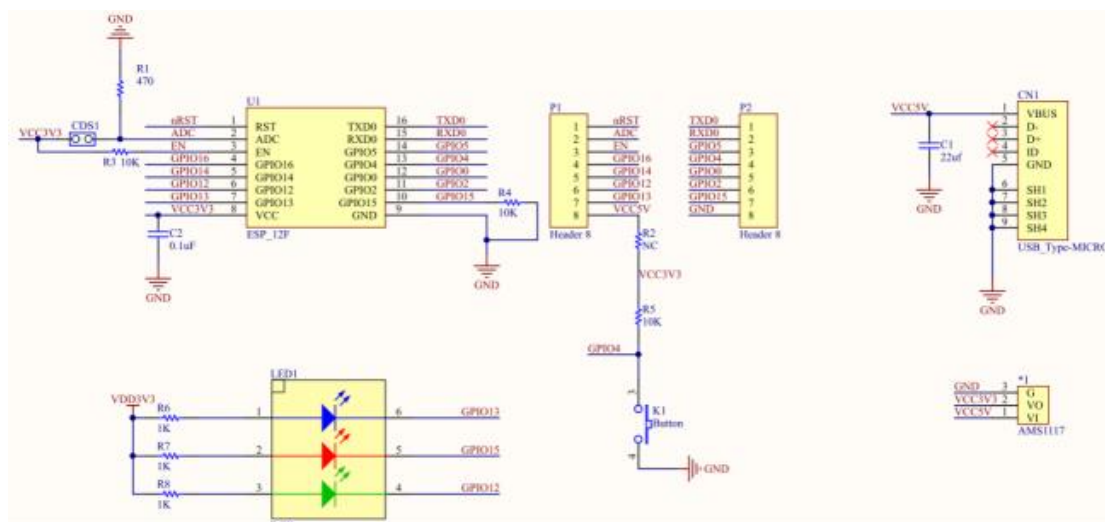 GND
R1
470
VCC3V3
CDS1
R3 10K
U1
nRST 1 RST TXD0 16 TXD0
ADC 2 ADC RXD0 15 RXD0
EN 3 EN GPIO5 14 GPIO5
GPIO16 4 GPIO16 GPIO4 13 GPIO4
GPIO14 5 GPIO14 GPIO0 12 GPIO0
GPIO12 6 GPIO12 GPIO2 11 GPIO2
GPIO13 7 GPIO13 GPIO15 10 GPIO15
VCC3V3 8 VCC GND 9
ESP_12F
C2
0.1uF
GND
R4
10K
GND
P1
1 nRST
2 ADC
3 EN
4 GPIO16
5 GPIO14
6 GPIO12
7 GPIO13
8 VCC5V
Header 8
R2
NC
VCC3V3
R5
10K
GPIO4
3
K1
Button
4
GND
P2
TXD0 1
RXD0 2
GPIO5 3
GPIO4 4
GPIO0 5
GPIO2 6
GPIO15 7
GND 8
Header 8
CN1
VCC5V 1 VBUS
2 D-
3 D+
4 ID
5 GND
6 SH1
7 SH2
8 SH3
9 SH4
USB_Type-MICRO
C1
22uf
GND
GND
*1
GND 3 G
VCC3V3 2 VO
VCC5V 1 VI
AMS1117
LED1
VDD3V3
R6
1K
1 6 GPIO13
R7
1K
2 5 GPIO15
R8
1K
3 4 GPIO12